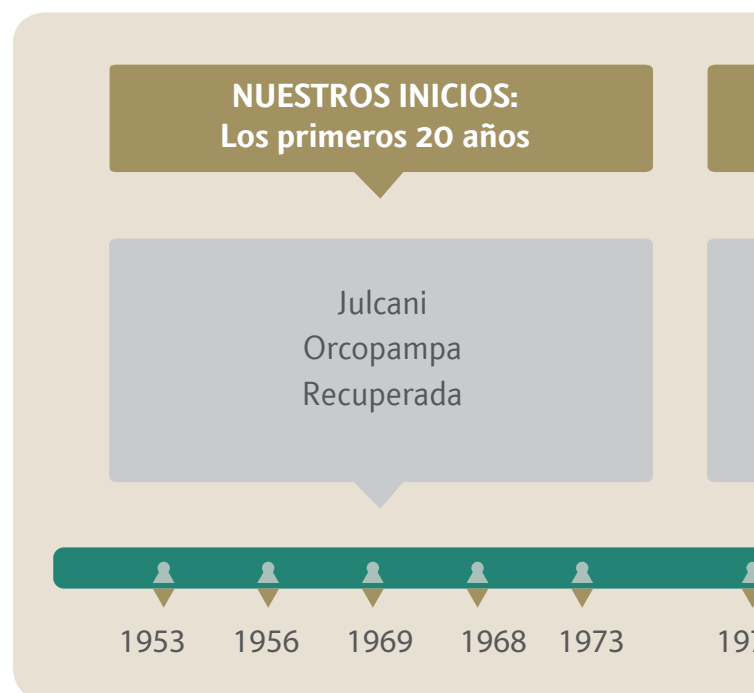 NUESTROS INICIOS:
Los primeros 20 años
Julcani
Orcopampa
Recuperada
1953 1956 1969 1968 1973